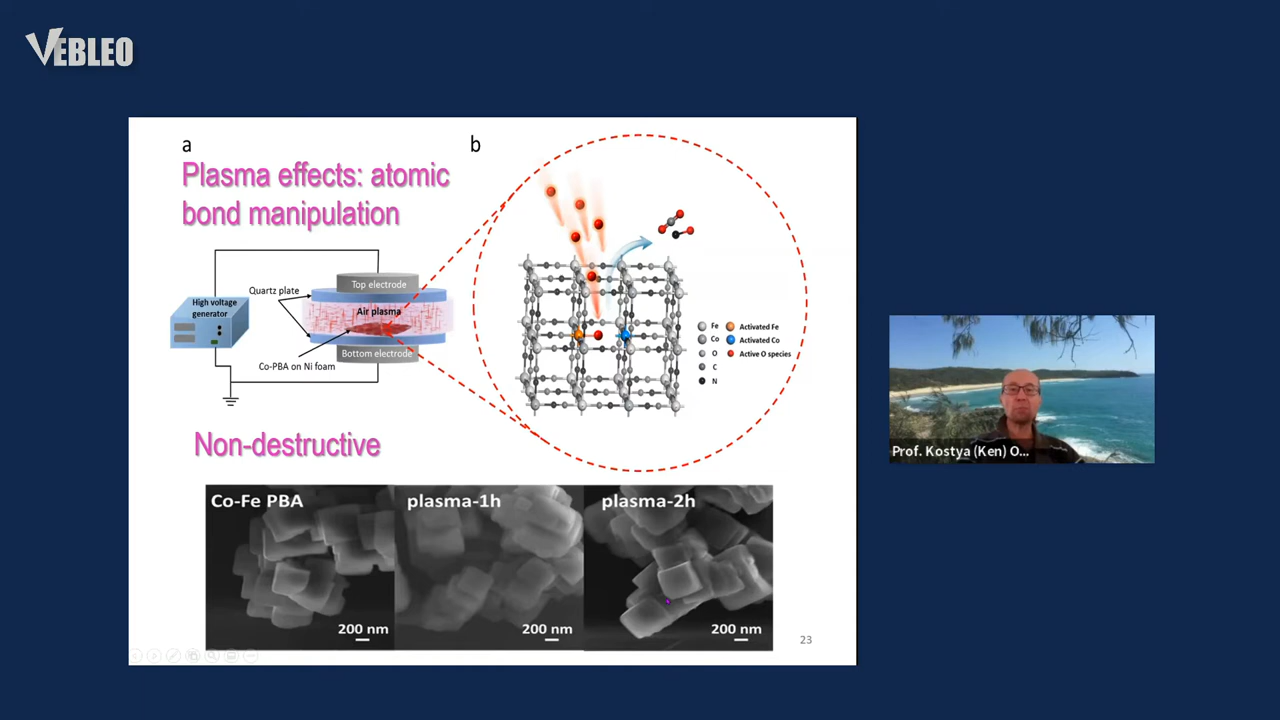 VEBLEO
a
b
Plasma effects: atomic
bond manipulation
High voltage
generator
Quartz plate
Top electrode
Air plasma
Bottom electrode
Co-PBA on Ni foam
Fe
Co
O
C
N
Activated Fe
Activated Co
Active O species
Non-destructive
Co-Fe PBA
plasma-1h
plasma-2h
200 nm
200 nm
200 nm
23
Prof. Kostya (Ken) O...